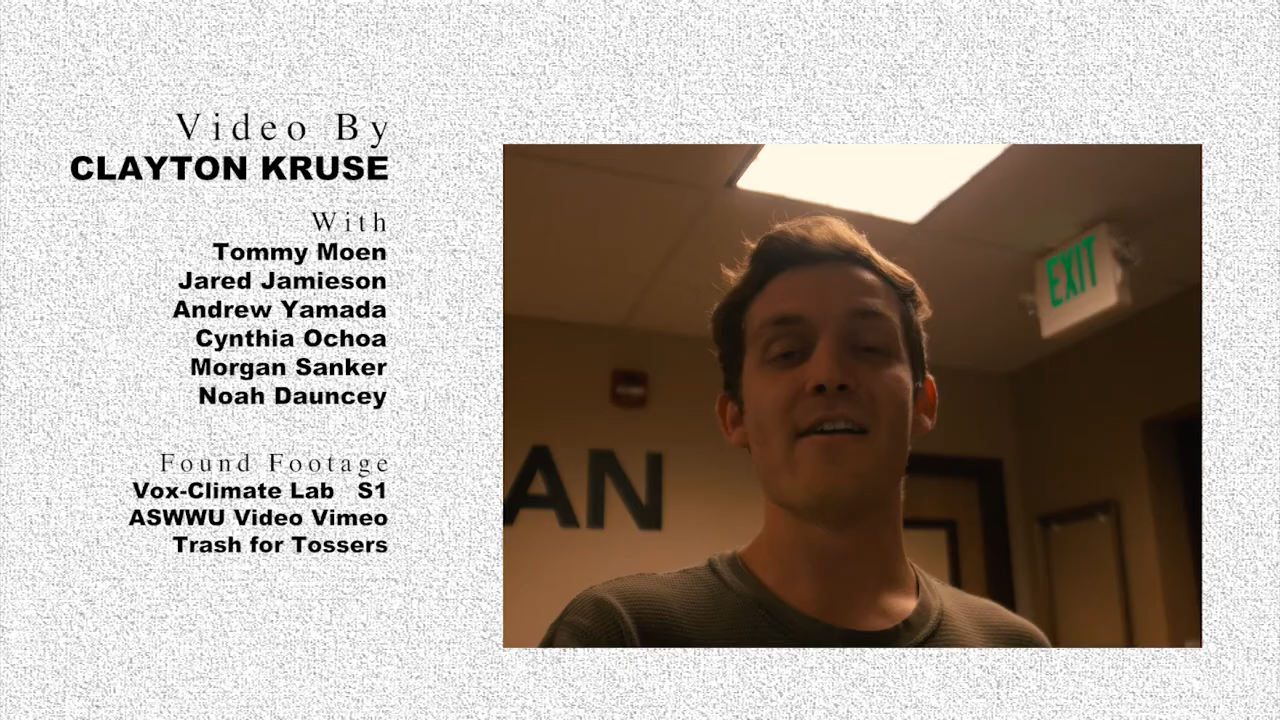 Video By
CLAYTON KRUSE
With
Tommy Moen
Jared Jamieson
Andrew Yamada
Cynthia Ochoa
Morgan Sanker
Noah Dauncey
Found Footage
Vox-Climate Lab S1
ASWWU Video Vimeo
Trash for Tossers
EXIT
AN